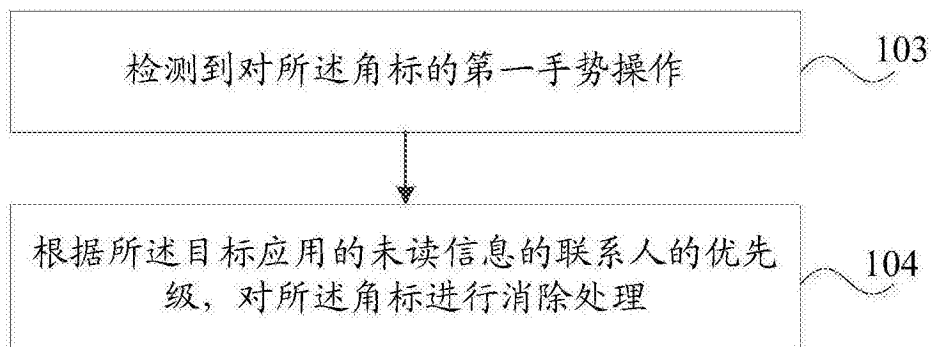 检测到对所述角标的第一手势操作
103
根据所述目标应用的未读信息的联系人的优先
级，对所述角标进行消除处理
104